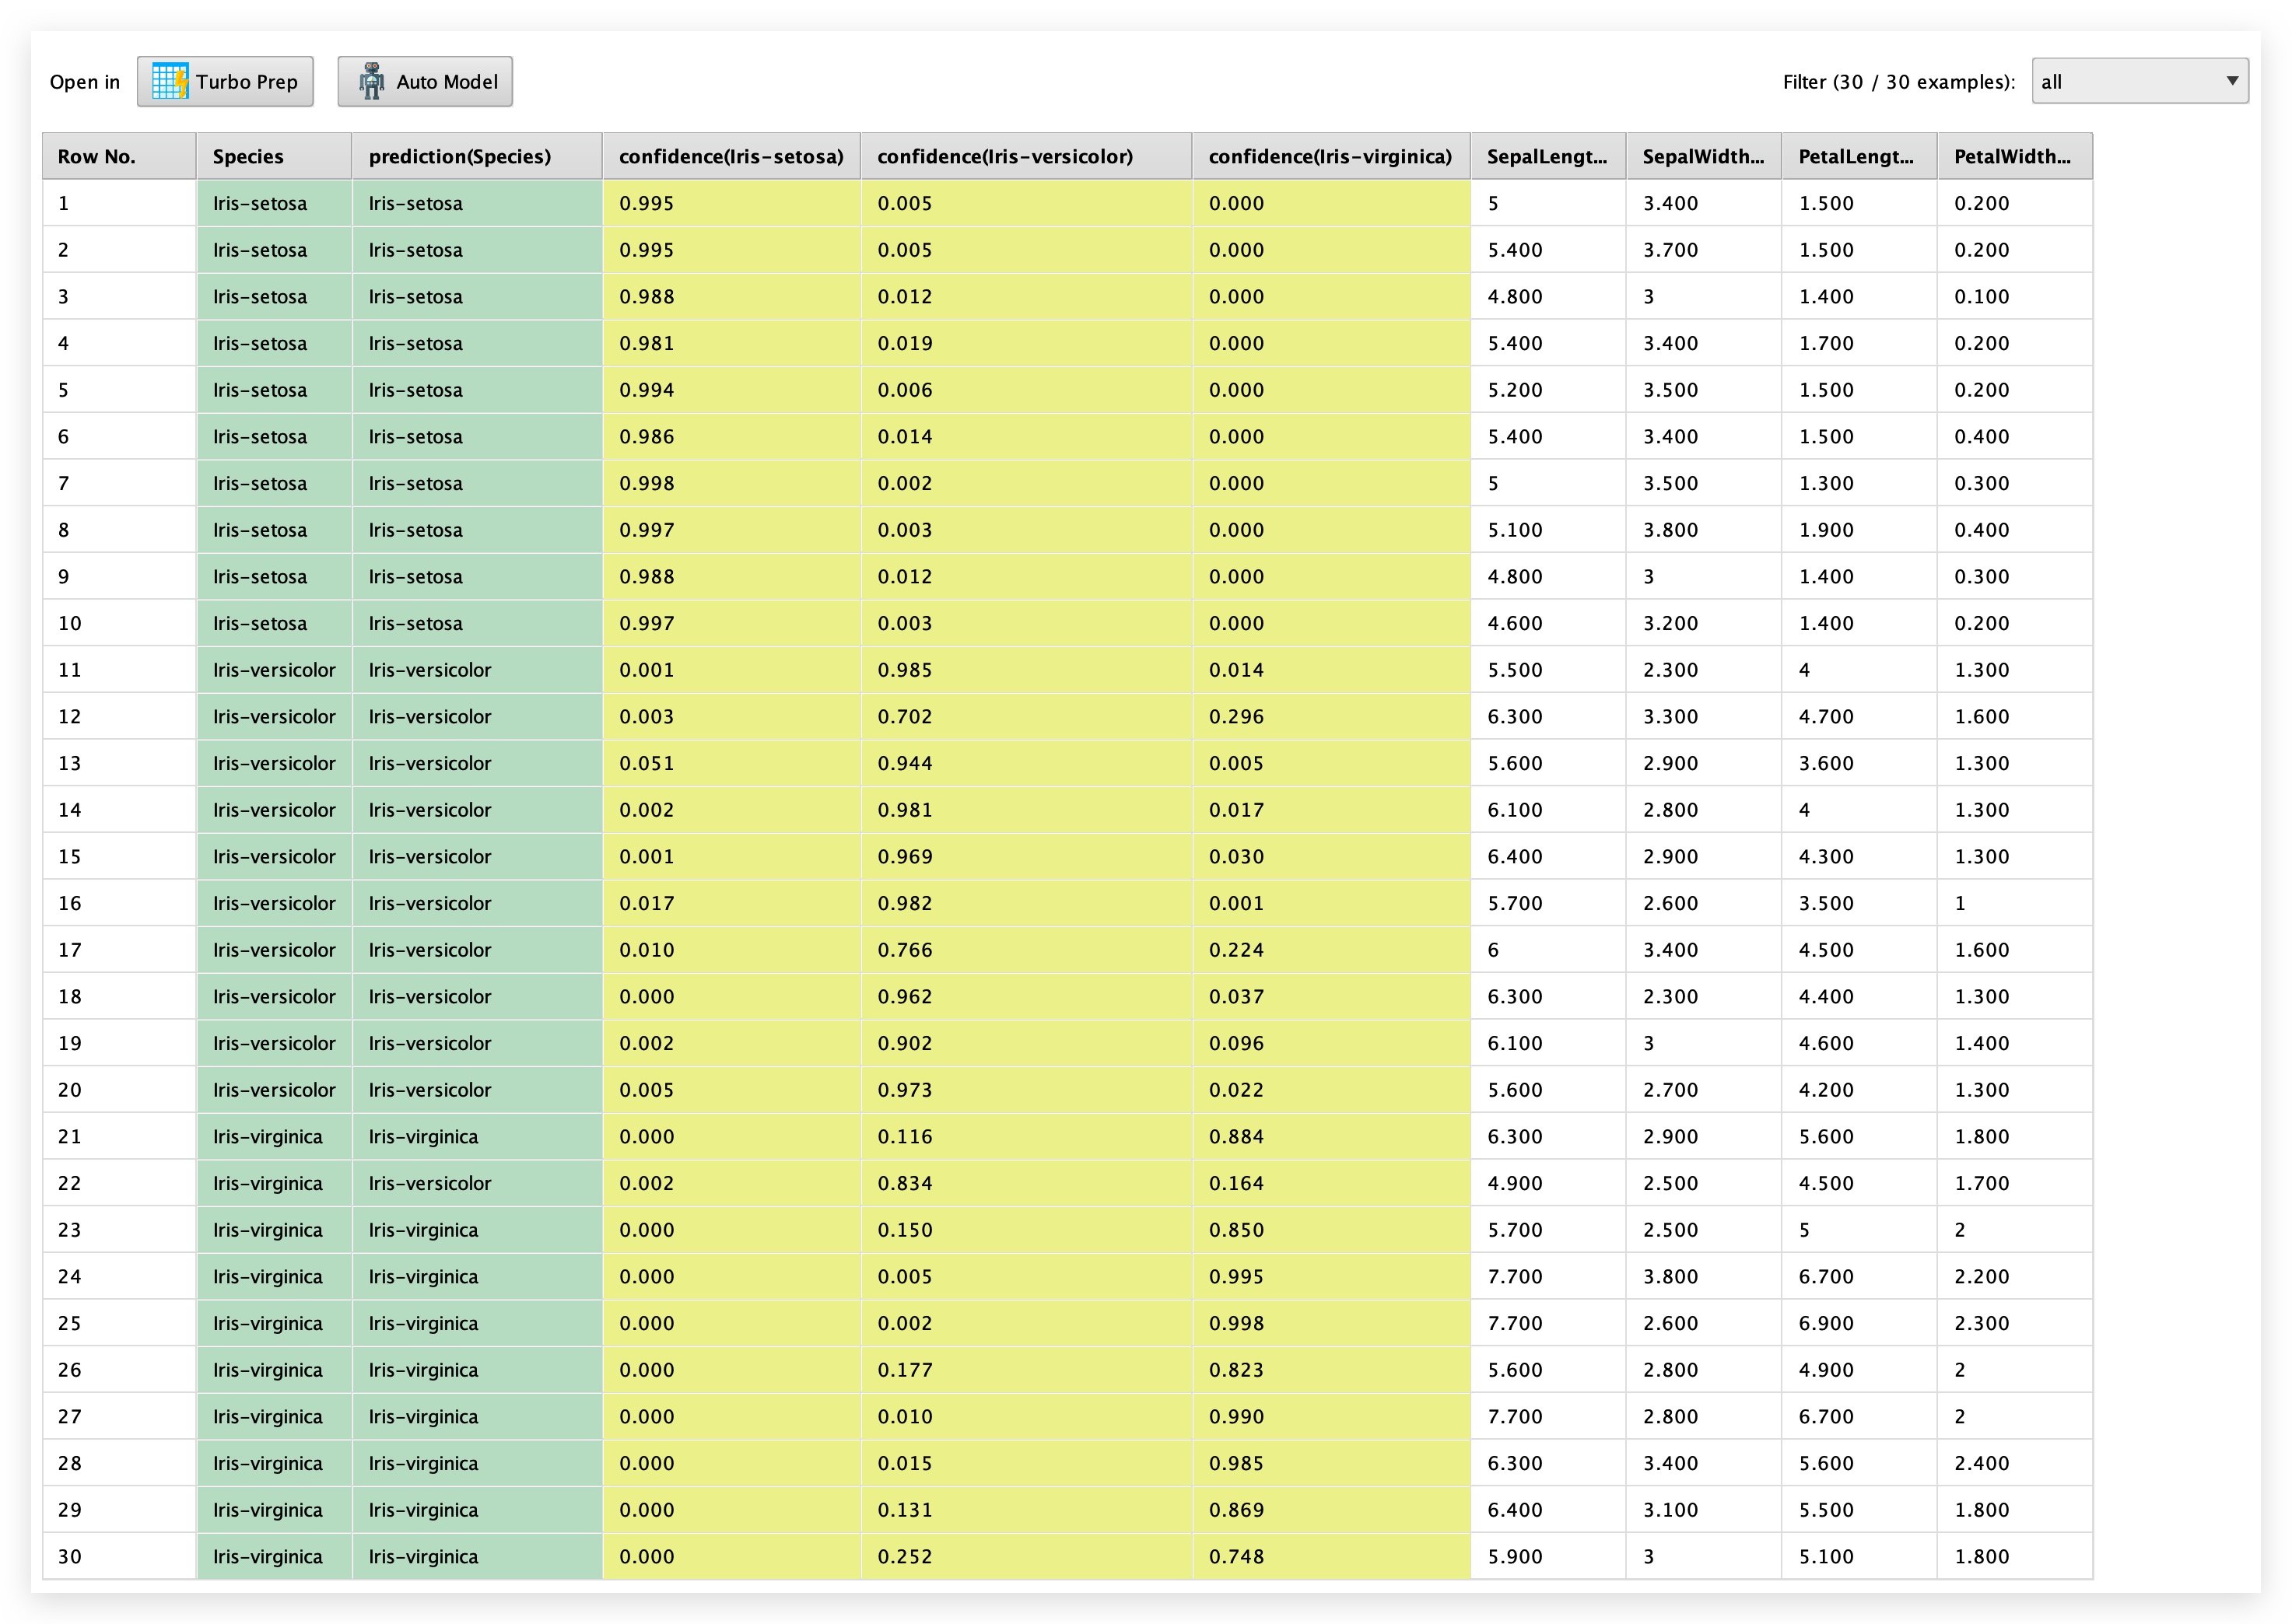 Open in Turbo Prep Auto Model Filter (30 / 30 examples): all
Row No. Species prediction(Species) confidence(Iris-setosa) confidence(Iris-versicolor) confidence(Iris-virginica) SepalLengt... SepalWidth... PetalLengt... PetalWidth...
1 Iris-setosa Iris-setosa 0.995 0.005 0.000 5 3.400 1.500 0.200
2 Iris-setosa Iris-setosa 0.995 0.005 0.000 5.400 3.700 1.500 0.200
3 Iris-setosa Iris-setosa 0.988 0.012 0.000 4.800 3 1.400 0.100
4 Iris-setosa Iris-setosa 0.981 0.019 0.000 5.400 3.400 1.700 0.200
5 Iris-setosa Iris-setosa 0.994 0.006 0.000 5.200 3.500 1.500 0.200
6 Iris-setosa Iris-setosa 0.986 0.014 0.000 5.400 3.400 1.500 0.400
7 Iris-setosa Iris-setosa 0.998 0.002 0.000 5 3.500 1.300 0.300
8 Iris-setosa Iris-setosa 0.997 0.003 0.000 5.100 3.800 1.900 0.400
9 Iris-setosa Iris-setosa 0.988 0.012 0.000 4.800 3 1.400 0.300
10 Iris-setosa Iris-setosa 0.997 0.003 0.000 4.600 3.200 1.400 0.200
11 Iris-versicolor Iris-versicolor 0.001 0.985 0.014 5.500 2.300 4 1.300
12 Iris-versicolor Iris-versicolor 0.003 0.702 0.296 6.300 3.300 4.700 1.600
13 Iris-versicolor Iris-versicolor 0.051 0.944 0.005 5.600 2.900 3.600 1.300
14 Iris-versicolor Iris-versicolor 0.002 0.981 0.017 6.100 2.800 4 1.300
15 Iris-versicolor Iris-versicolor 0.001 0.969 0.030 6.400 2.900 4.300 1.300
16 Iris-versicolor Iris-versicolor 0.017 0.982 0.001 5.700 2.600 3.500 1
17 Iris-versicolor Iris-versicolor 0.010 0.766 0.224 6 3.400 4.500 1.600
18 Iris-versicolor Iris-versicolor 0.000 0.962 0.037 6.300 2.300 4.400 1.300
19 Iris-versicolor Iris-versicolor 0.002 0.902 0.096 6.100 3 4.600 1.400
20 Iris-versicolor Iris-versicolor 0.005 0.973 0.022 5.600 2.700 4.200 1.300
21 Iris-virginica Iris-virginica 0.000 0.116 0.884 6.300 2.900 5.600 1.800
22 Iris-virginica Iris-versicolor 0.002 0.834 0.164 4.900 2.500 4.500 1.700
23 Iris-virginica Iris-virginica 0.000 0.150 0.850 5.700 2.500 5 2
24 Iris-virginica Iris-virginica 0.000 0.005 0.995 7.700 3.800 6.700 2.200
25 Iris-virginica Iris-virginica 0.000 0.002 0.998 7.700 2.600 6.900 2.300
26 Iris-virginica Iris-virginica 0.000 0.177 0.823 5.600 2.800 4.900 2
27 Iris-virginica Iris-virginica 0.000 0.010 0.990 7.700 2.800 6.700 2
28 Iris-virginica Iris-virginica 0.000 0.015 0.985 6.300 3.400 5.600 2.400
29 Iris-virginica Iris-virginica 0.000 0.131 0.869 6.400 3.100 5.500 1.800
30 Iris-virginica Iris-virginica 0.000 0.252 0.748 5.900 3 5.100 1.800